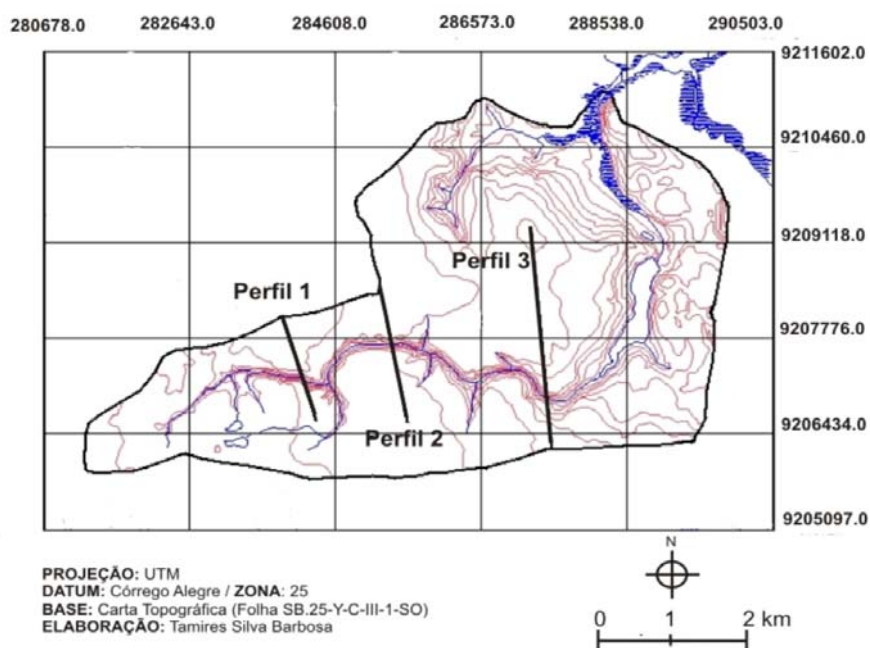 280678.0 282643.0 284608.0 286573.0 288538.0 290503.0
9211602.0
9210460.0
9209118.0
Perfil 3
Perfil 1
9207776.0
9206434.0
Perfil 2
9205097.0
PROJEÇÃO: UTM
DATUM: Córrego Alegre / ZONA: 25
BASE: Carta Topográfica (Folha SB.25-Y-C-III-1-SO)
ELABORAÇÃO: Tamires Silva Barbosa
N
0 1 2 km